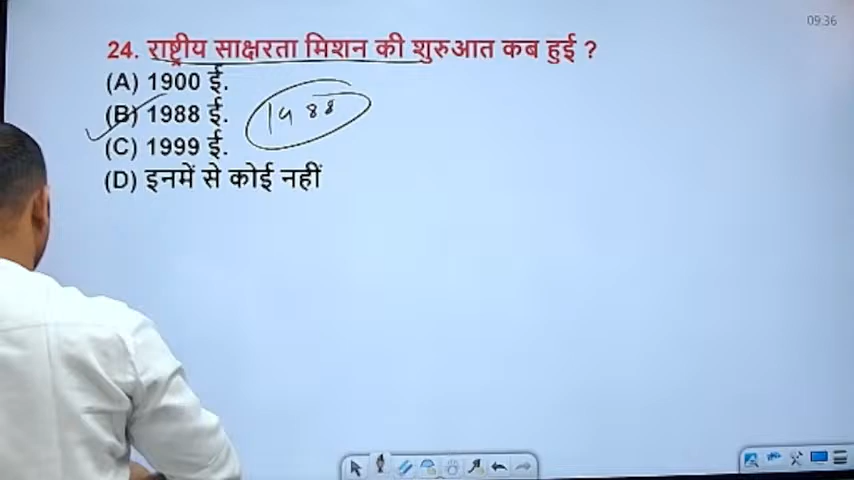 09:36
24. राष्ट्रीय साक्षरता मिशन की शुरुआत कब हुई ?
(A) 1900 ई.
(B) 1988 ई.
1988
(C) 1999 ई.
(D) इनमें से कोई नहीं